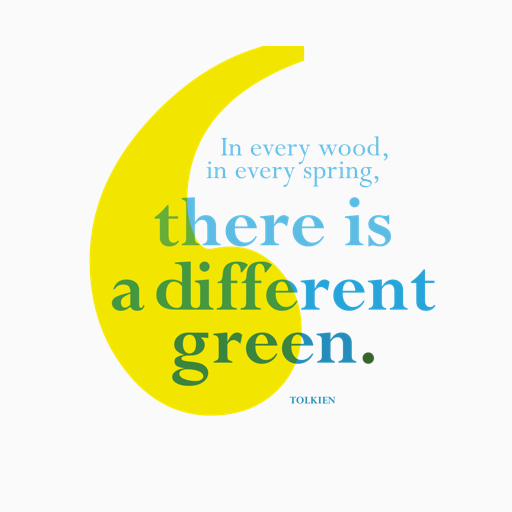 In every wood,
in every spring,
there is
a different
green.
TOLKIEN